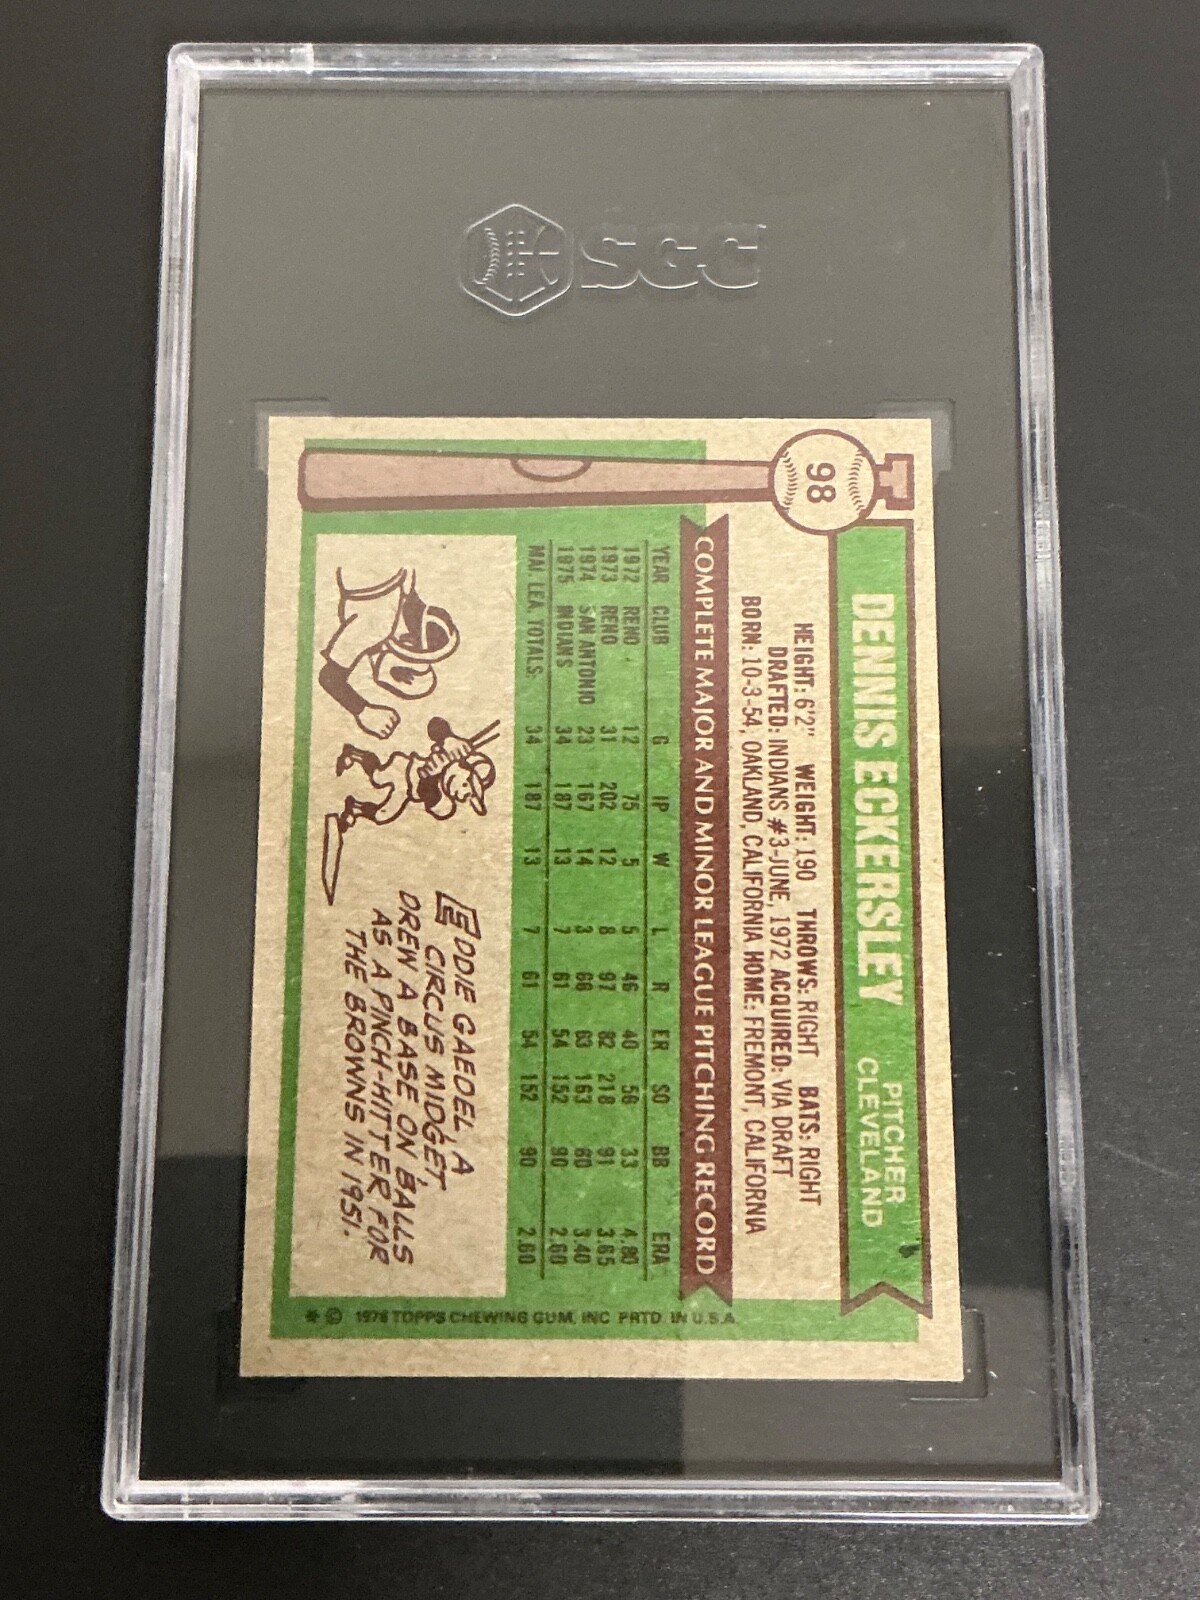 SGC
98
DENNIS ECKERSLEY
PITCHER
CLEVELAND
HEIGHT: 6'2" WEIGHT: 190 THROWS: RIGHT BATS: RIGHT
DRAFTED: INDIANS #3-JUNE, 1972 ACQUIRED: VIA DRAFT
BORN: 10-3-54, OAKLAND, CALIFORNIA HOME: FREMONT, CALIFORNIA
COMPLETE MAJOR AND MINOR LEAGUE PITCHING RECORD
YEAR CLUB G IP W L R ER SO BB ERA
1972 RENO 12 75 5 5 46 40 56 33 4.80
1973 RENO 31 202 12 8 97 82 218 91 3.65
1974 SAN ANTONIO 23 167 14 3 66 63 163 60 3.40
1975 INDIANS 34 187 13 7 61 54 152 90 2.60
MAJ. LEA. TOTALS: 34 187 13 7 61 54 152 90 2.60
EDDIE GAEDEL A
CIRCUS MIDGET,
DREW A BASE ON BALLS
AS A PINCH-HITTER FOR
THE BROWNS IN 1951.
* © 1976 TOPPS CHEWING GUM, INC. PRTD. IN U.S.A.